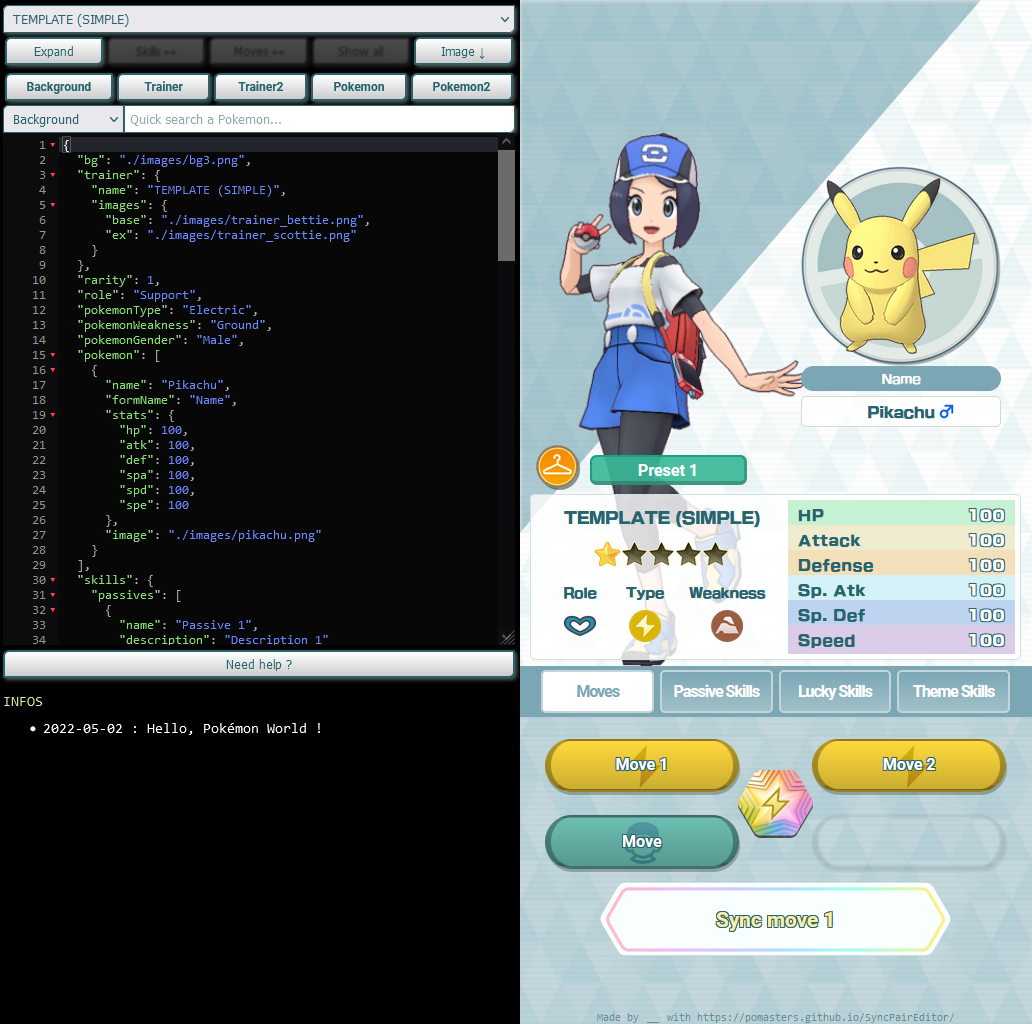 TEMPLATE (SIMPLE)
Expand
Skills ↔
Moves ↔
Show all
Image ↓
Background
Trainer
Trainer2
Pokemon
Pokemon2
Background
Quick search a Pokemon...
1 {
2 "bg": "./images/bg3.png",
3 "trainer": {
4 "name": "TEMPLATE (SIMPLE)",
5 "images": {
6 "base": "./images/trainer_bettie.png",
7 "ex": "./images/trainer_scottie.png"
8 }
9 },
10 "rarity": 1,
11 "role": "Support",
12 "pokemonType": "Electric",
13 "pokemonWeakness": "Ground",
14 "pokemonGender": "Male",
15 "pokemon": [
16 {
17 "name": "Pikachu",
18 "formName": "Name",
19 "stats": {
20 "hp": 100,
21 "atk": 100,
22 "def": 100,
23 "spa": 100,
24 "spd": 100,
25 "spe": 100
26 },
27 "image": "./images/pikachu.png"
28 }
29 ],
30 "skills": {
31 "passives": [
32 {
33 "name": "Passive 1",
34 "description": "Description 1"
Need help ?
INFOS
• 2022-05-02 : Hello, Pokémon World !
Name
Pikachu ♂
Preset 1
TEMPLATE (SIMPLE)
Role Type Weakness
HP 100
Attack 100
Defense 100
Sp. Atk 100
Sp. Def 100
Speed 100
Moves
Passive Skills
Lucky Skills
Theme Skills
Move 1
Move 2
Move
Sync move 1
Made by __ with https://pomasters.github.io/SyncPairEditor/